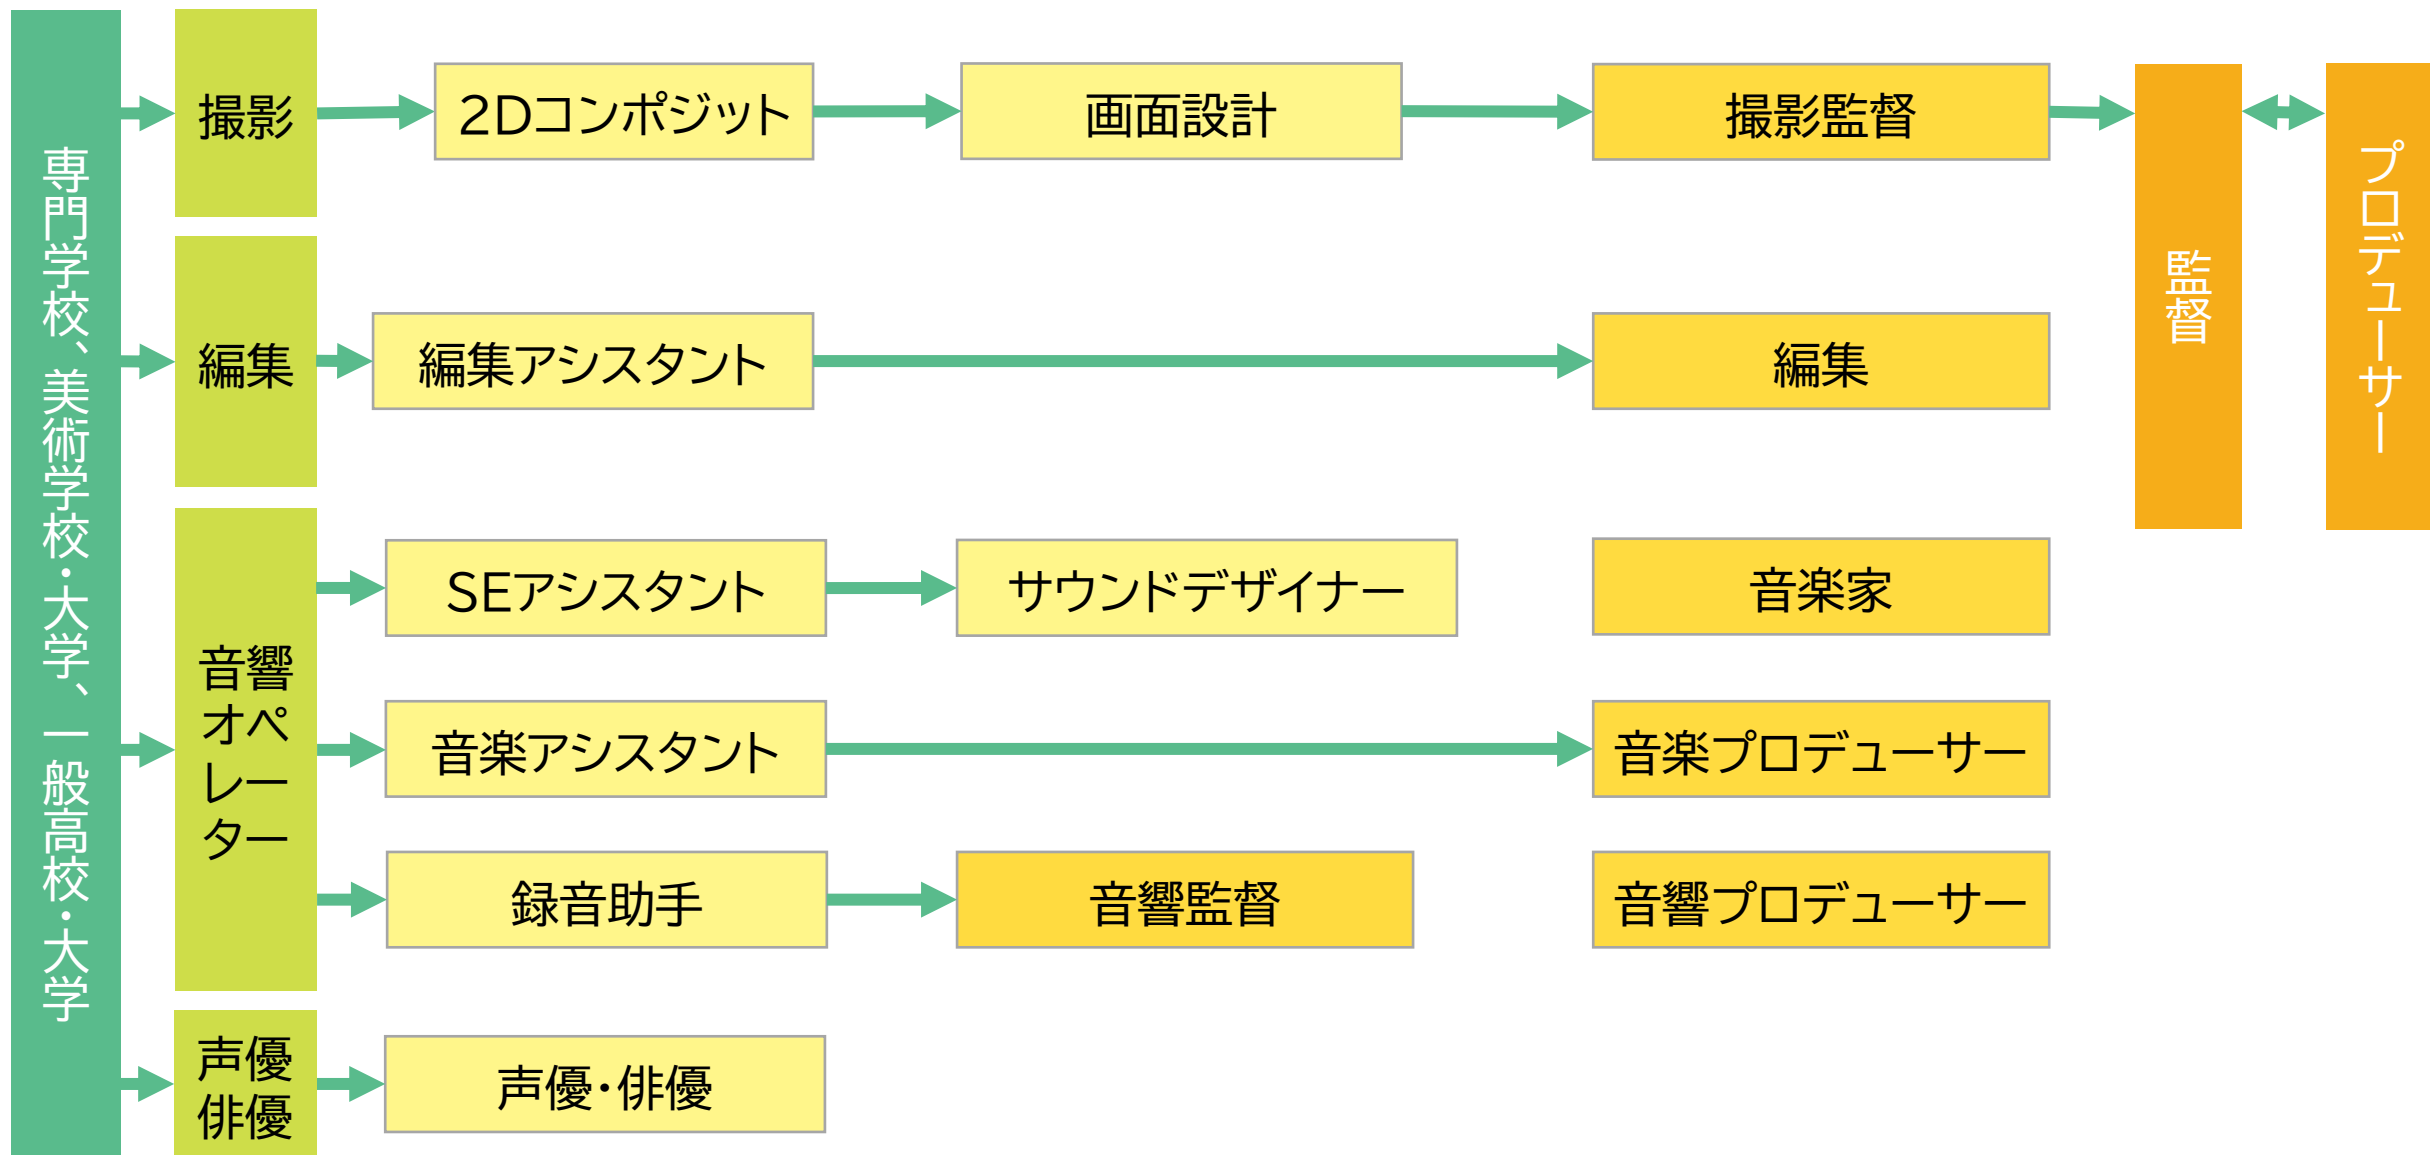 専門学校、美術学校・大学、一般高校・大学
撮影
2Dコンポジット
画面設計
撮影監督
監督
プロデューサー
編集
編集アシスタント
編集
音響
オペ
レー
ター
SEアシスタント
サウンドデザイナー
音楽家
音楽アシスタント
音楽プロデューサー
録音助手
音響監督
音響プロデューサー
声優
俳優
声優・俳優